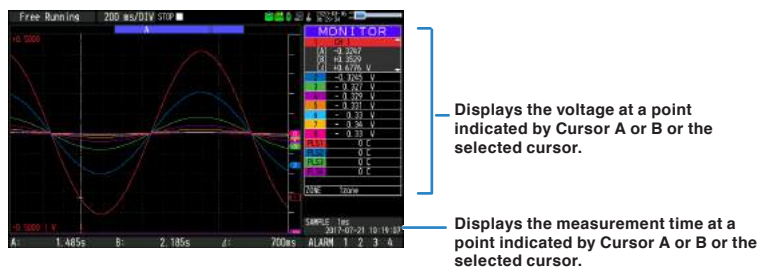 Free Running 200 ms/DIV STOP
A
+0.5000
MONITOR
1 CH 1
[A] -0.3247
[B] +0.3529
+0.6776 V
2 -0.3245 V
3 - 0.327 V
4 - 0.329 V
5 - 0.331 V
6 - 0.33 V
7 - 0.34 V
8 - 0.33 V
PLS1 0 C
PLS2 0 C
PLS3 0 C
PLS4 0 C
ZONE 1zone
-0.5000 1 V
SAMPLE 1ms
2017-07-21 10:19:07
A: 1.485s B: 2.185s 700ms ALARM 1 2 3 4
Displays the voltage at a point
indicated by Cursor A or B or the
selected cursor.
Displays the measurement time at a
point indicated by Cursor A or B or the
selected cursor.